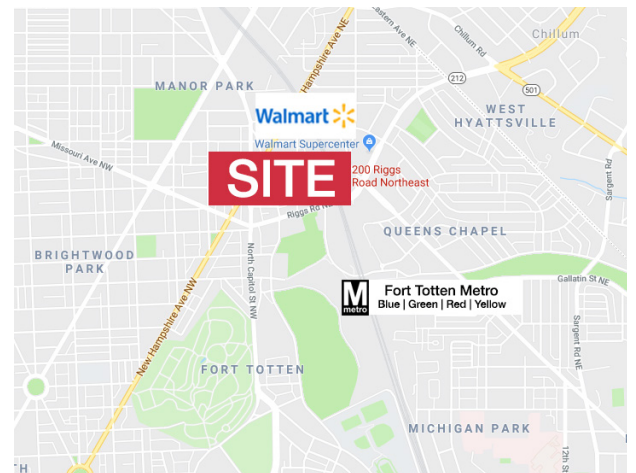 Eastern Ave NE
Chillum Rd
Chillum
212
501
MANOR PARK
Hampshire Ave NE
WEST
HYATTSVILLE
Walmart
Walmart Supercenter
Missouri Ave NW
SITE
200 Riggs
Road Northeast
Sargent Rd
Riggs Rd NE
QUEENS CHAPEL
BRIGHTWOOD
PARK
North Capitol St NW
Gallatin St NE
M
metro
Fort Totten Metro
Blue | Green | Red | Yellow
Sargent Rd NE
New Hampshire Ave NW
FORT TOTTEN
MICHIGAN PARK
12th St
TH